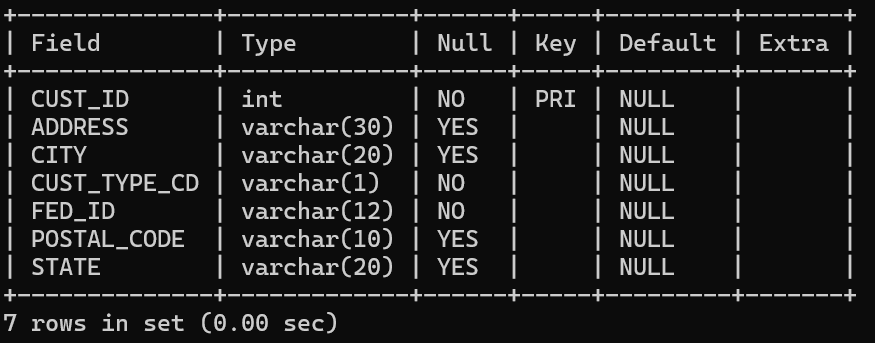 +-------------+-------------+------+-----+---------+-------+
| Field       | Type        | Null | Key | Default | Extra |
+-------------+-------------+------+-----+---------+-------+
| CUST_ID     | int         | NO   | PRI | NULL    |       |
| ADDRESS     | varchar(30) | YES  |     | NULL    |       |
| CITY        | varchar(20) | YES  |     | NULL    |       |
| CUST_TYPE_CD | varchar(1)  | NO   |     | NULL    |       |
| FED_ID      | varchar(12) | NO   |     | NULL    |       |
| POSTAL_CODE | varchar(10) | YES  |     | NULL    |       |
| STATE       | varchar(20) | YES  |     | NULL    |       |
+-------------+-------------+------+-----+---------+-------+
7 rows in set (0.00 sec)